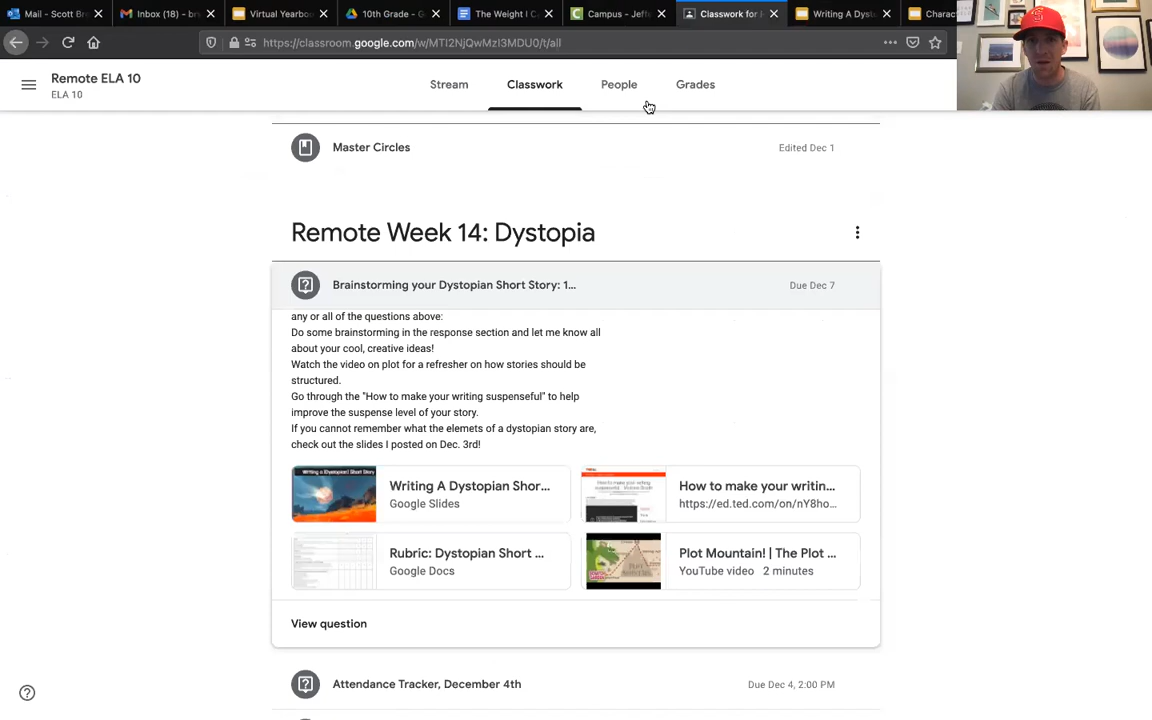 Mail - Scott Bre
Inbox (18) - bre
Virtual Yearboo
10th Grade - G
The Weight I C
Campus - Jeffe
Classwork for
Writing A Dysto
Charac
https://classroom.google.com/w/MTI2NjQwMzI3MDU0/t/all
Remote ELA 10
ELA 10
Stream
Classwork
People
Grades
Master Circles
Edited Dec 1
Remote Week 14: Dystopia
Brainstorming your Dystopian Short Story: 1...
Due Dec 7
any or all of the questions above:
Do some brainstorming in the response section and let me know all
about your cool, creative ideas!
Watch the video on plot for a refresher on how stories should be
structured.
Go through the "How to make your writing suspenseful" to help
improve the suspense level of your story.
If you cannot remember what the elemets of a dystopian story are,
check out the slides I posted on Dec. 3rd!
Writing a (Dystopian) Short Story
Writing A Dystopian Shor...
Google Slides
How to make your writin...
https://ed.ted.com/on/nY8ho...
Rubric: Dystopian Short ...
Google Docs
Plot Mountain! | The Plot ...
YouTube video 2 minutes
View question
Attendance Tracker, December 4th
Due Dec 4, 2:00 PM